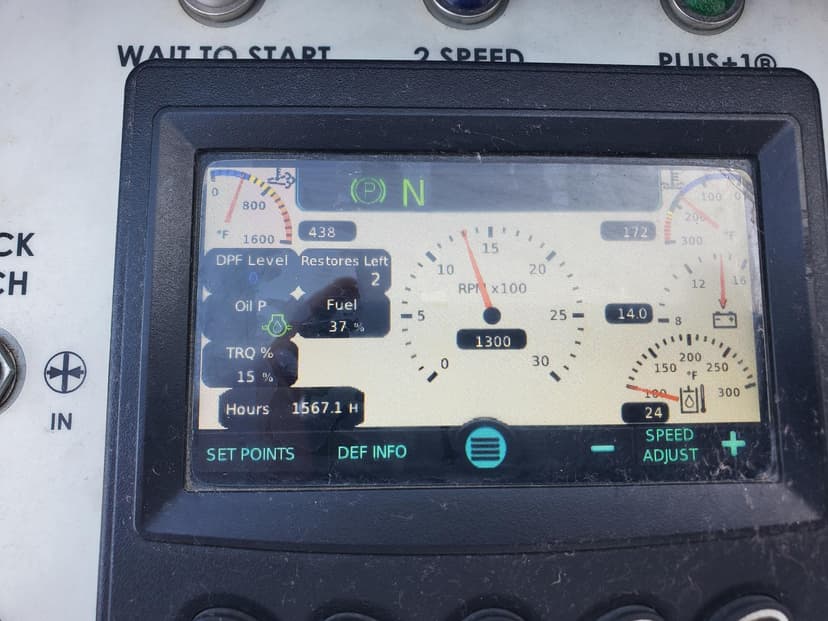 WAIT TO START
2 SPEED
PLUS+1®
P N
0
800
°F
1600
438
100
0
200
°F
300
172
DPF Level
Restores Left
2
Oil P
Fuel
37 %
TRQ %
15 %
Hours 1567.1 H
0
5
10
15
20
25
30
RPM x100
1300
8
12
16
14.0
100
150
200
250
300
°F
24
SET POINTS
DEF INFO
SPEED
ADJUST
- +
CK
CH
IN